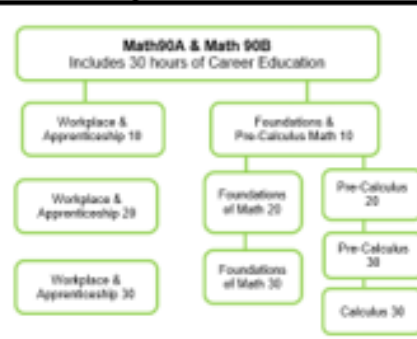 Math90A & Math 90B
Includes 30 hours of Career Education
Workplace &
Apprenticeship 10
Foundations &
Pre-Calculus Math 10
Workplace &
Apprenticeship 20
Foundations
of Math 20
Pre-Calculus
20
Workplace &
Apprenticeship 30
Foundations
of Math 30
Pre-Calculus
30
Calculus 30